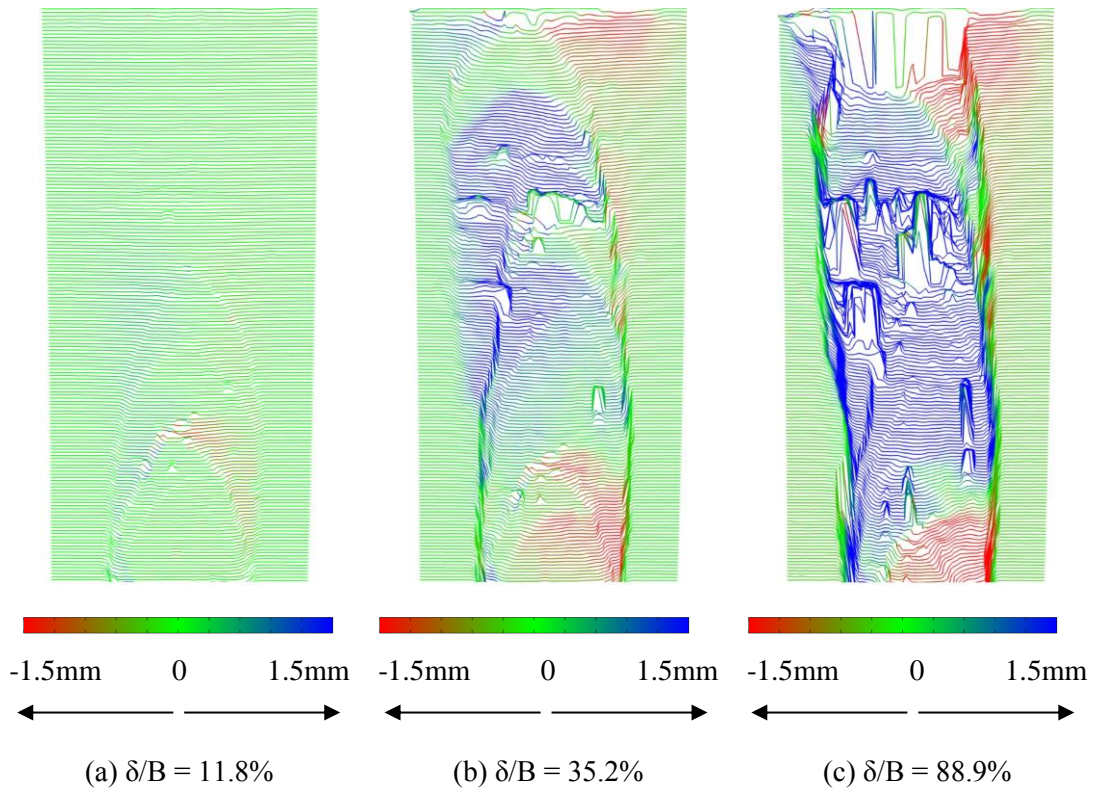 -1.5mm 0 1.5mm -1.5mm 0 1.5mm -1.5mm 0 1.5mm
(a) δ/B = 11.8% (b) δ/B = 35.2% (c) δ/B = 88.9%